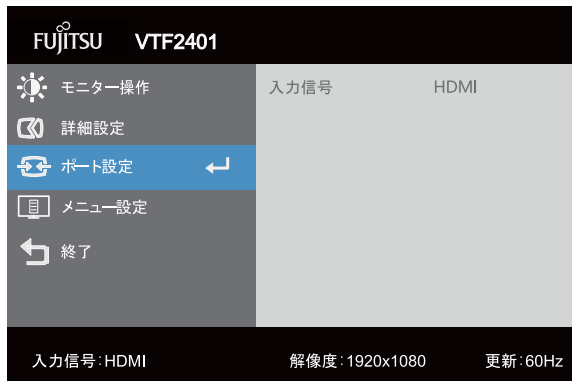 FUJITSU VTF2401
モニター操作
入力信号 HDMI
詳細設定
ポート設定
メニュー設定
終了
入力信号:HDMI 解像度:1920x1080 更新:60Hz